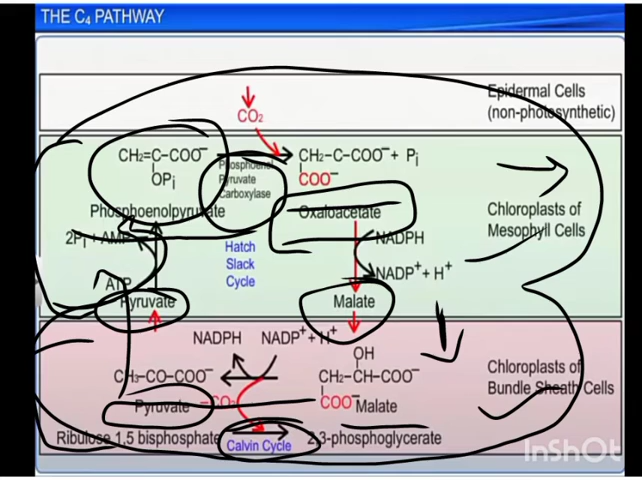 THE C₄ PATHWAY
Epidermal Cells
(non-photosynthetic)
CO₂
CH₂=C–COO⁻
OPi
Phosphoenolpyruvate
Phosphoenol
Pyruvate
Carboxylase
CH₂–C–COO⁻ + Pi
COO⁻
Oxaloacetate
Chloroplasts of
Mesophyll Cells
2Pi + AMP
ATP
Pyruvate
Hatch
Slack
Cycle
NADPH
NADP⁺ + H⁺
Malate
NADPH NADP⁺ + H⁺
OH
CH₃–CO–COO⁻
CH₂–CH–COO⁻
Pyruvate
–CO₂
COO⁻ Malate
Chloroplasts of
Bundle Sheath Cells
Ribulose 1,5 bisphosphate
Calvin Cycle
2,3-phosphoglycerate
InShOt